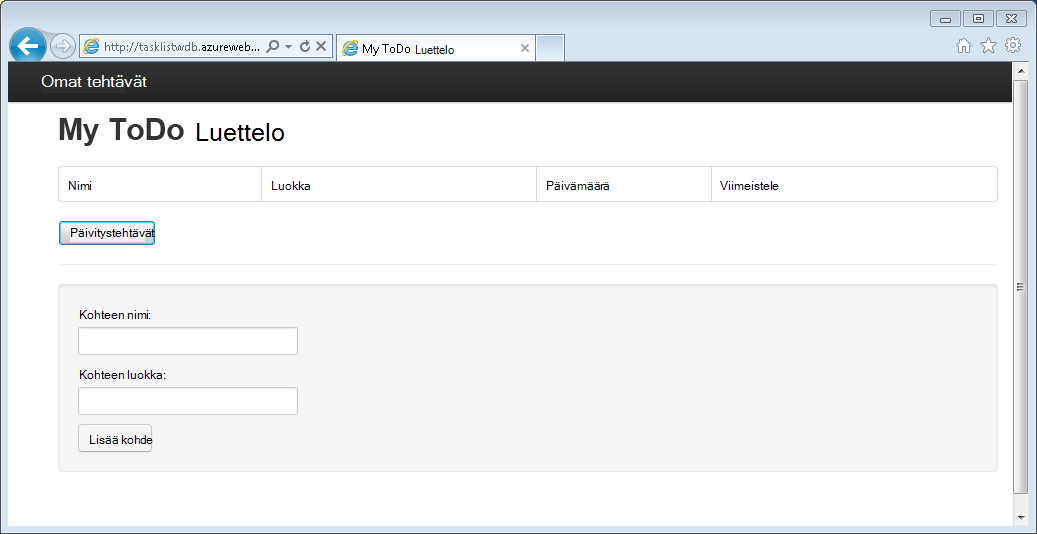 http://tasklistwdb.azureweb...
My ToDo Luettelo
Omat tehtävät
My ToDo Luettelo
Nimi Luokka Päivämäärä Viimeistele
Päivitystehtävät
Kohteen nimi:
Kohteen luokka:
Lisää kohde